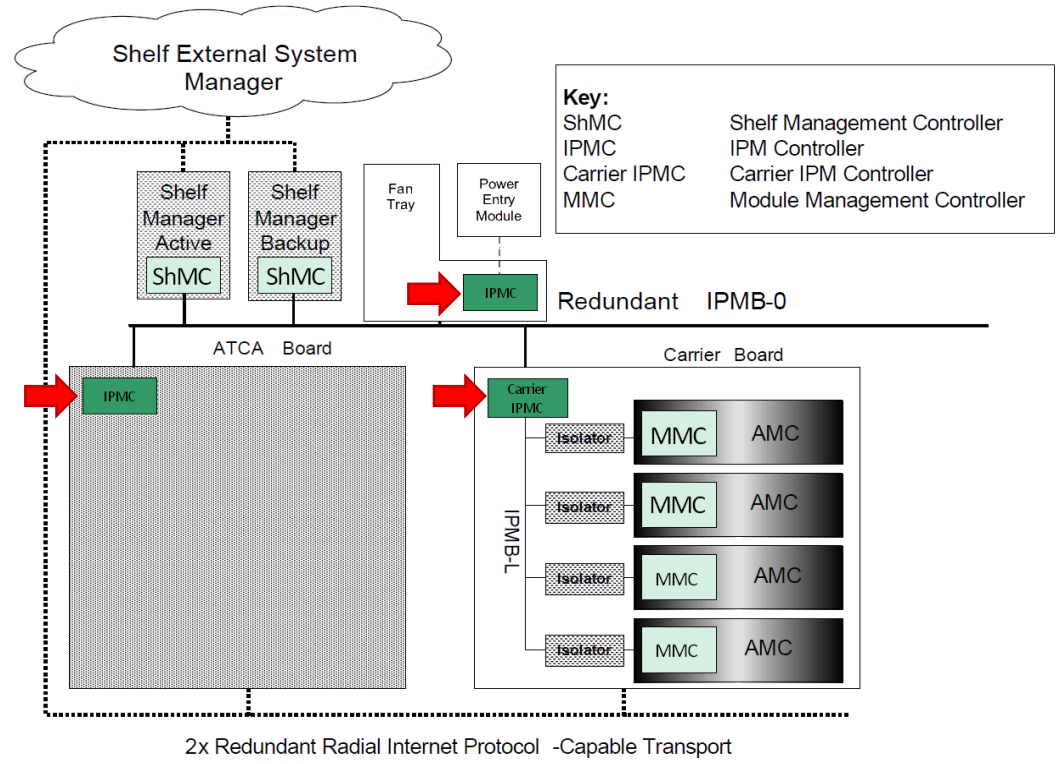 Shelf External System
Manager
Key:
ShMC Shelf Management Controller
IPMC IPM Controller
Carrier IPMC Carrier IPM Controller
MMC Module Management Controller
Shelf
Manager
Active
ShMC
Shelf
Manager
Backup
ShMC
Fan
Tray
Power
Entry
Module
IPMC
Redundant IPMB-0
ATCA Board
IPMC
Carrier Board
Carrier
IPMC
IPMB-L
Isolator
MMC
AMC
Isolator
MMC
AMC
Isolator
MMC
AMC
Isolator
MMC
AMC
2x Redundant Radial Internet Protocol -Capable Transport